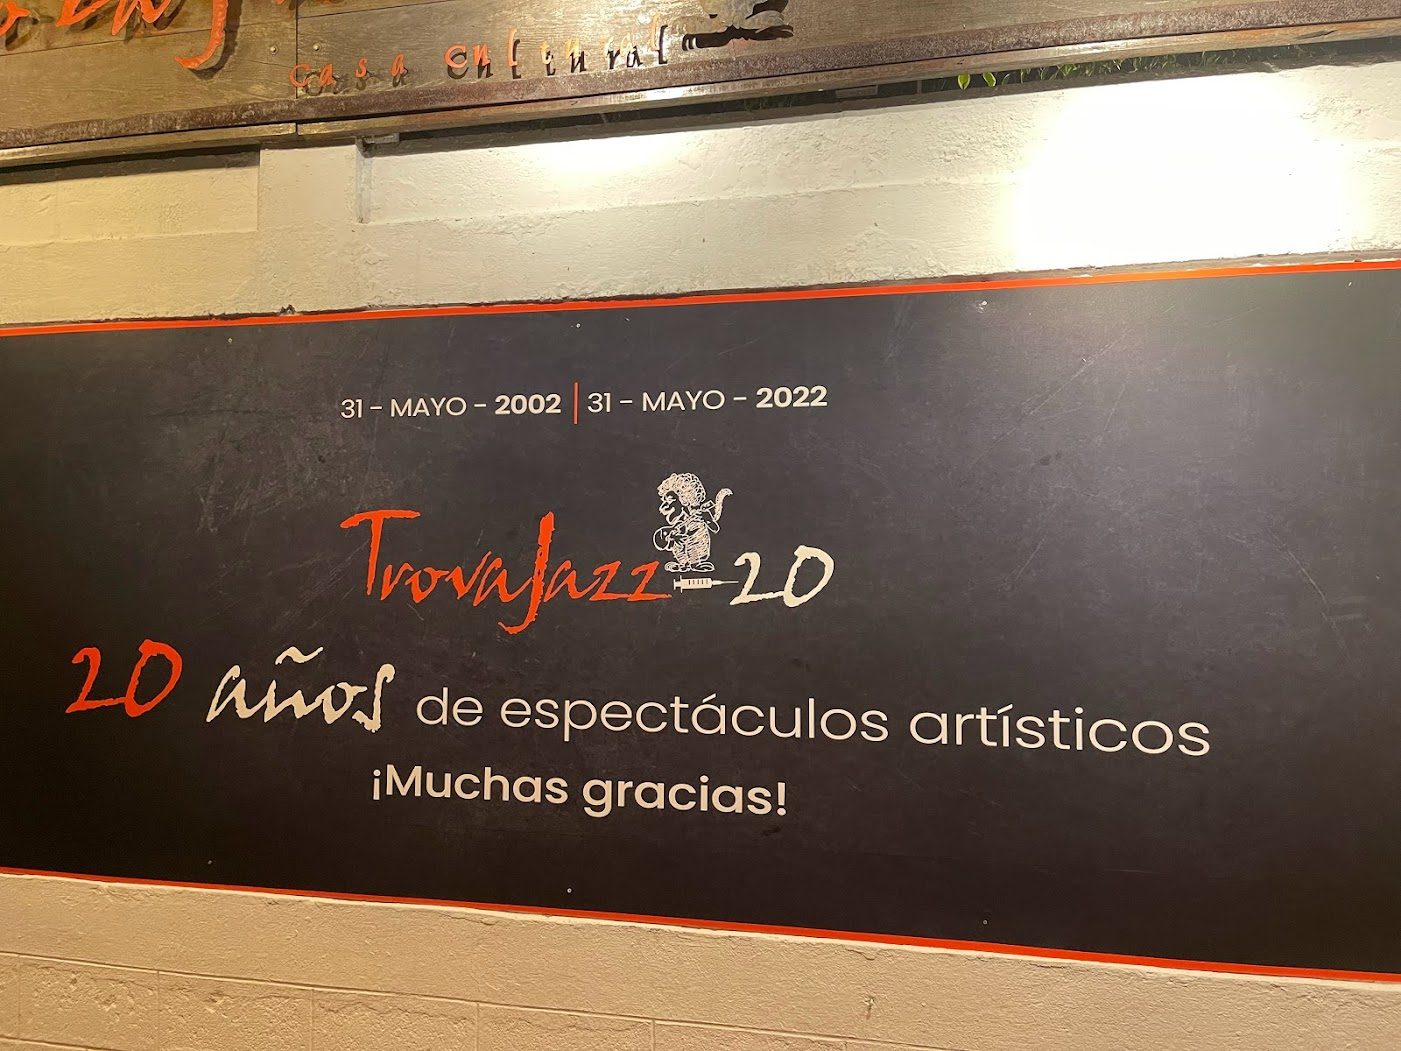 Casa Cultural
31 - MAYO - 2002 | 31 - MAYO - 2022
TrovaJazz 20
20 años de espectáculos artísticos
¡Muchas gracias!